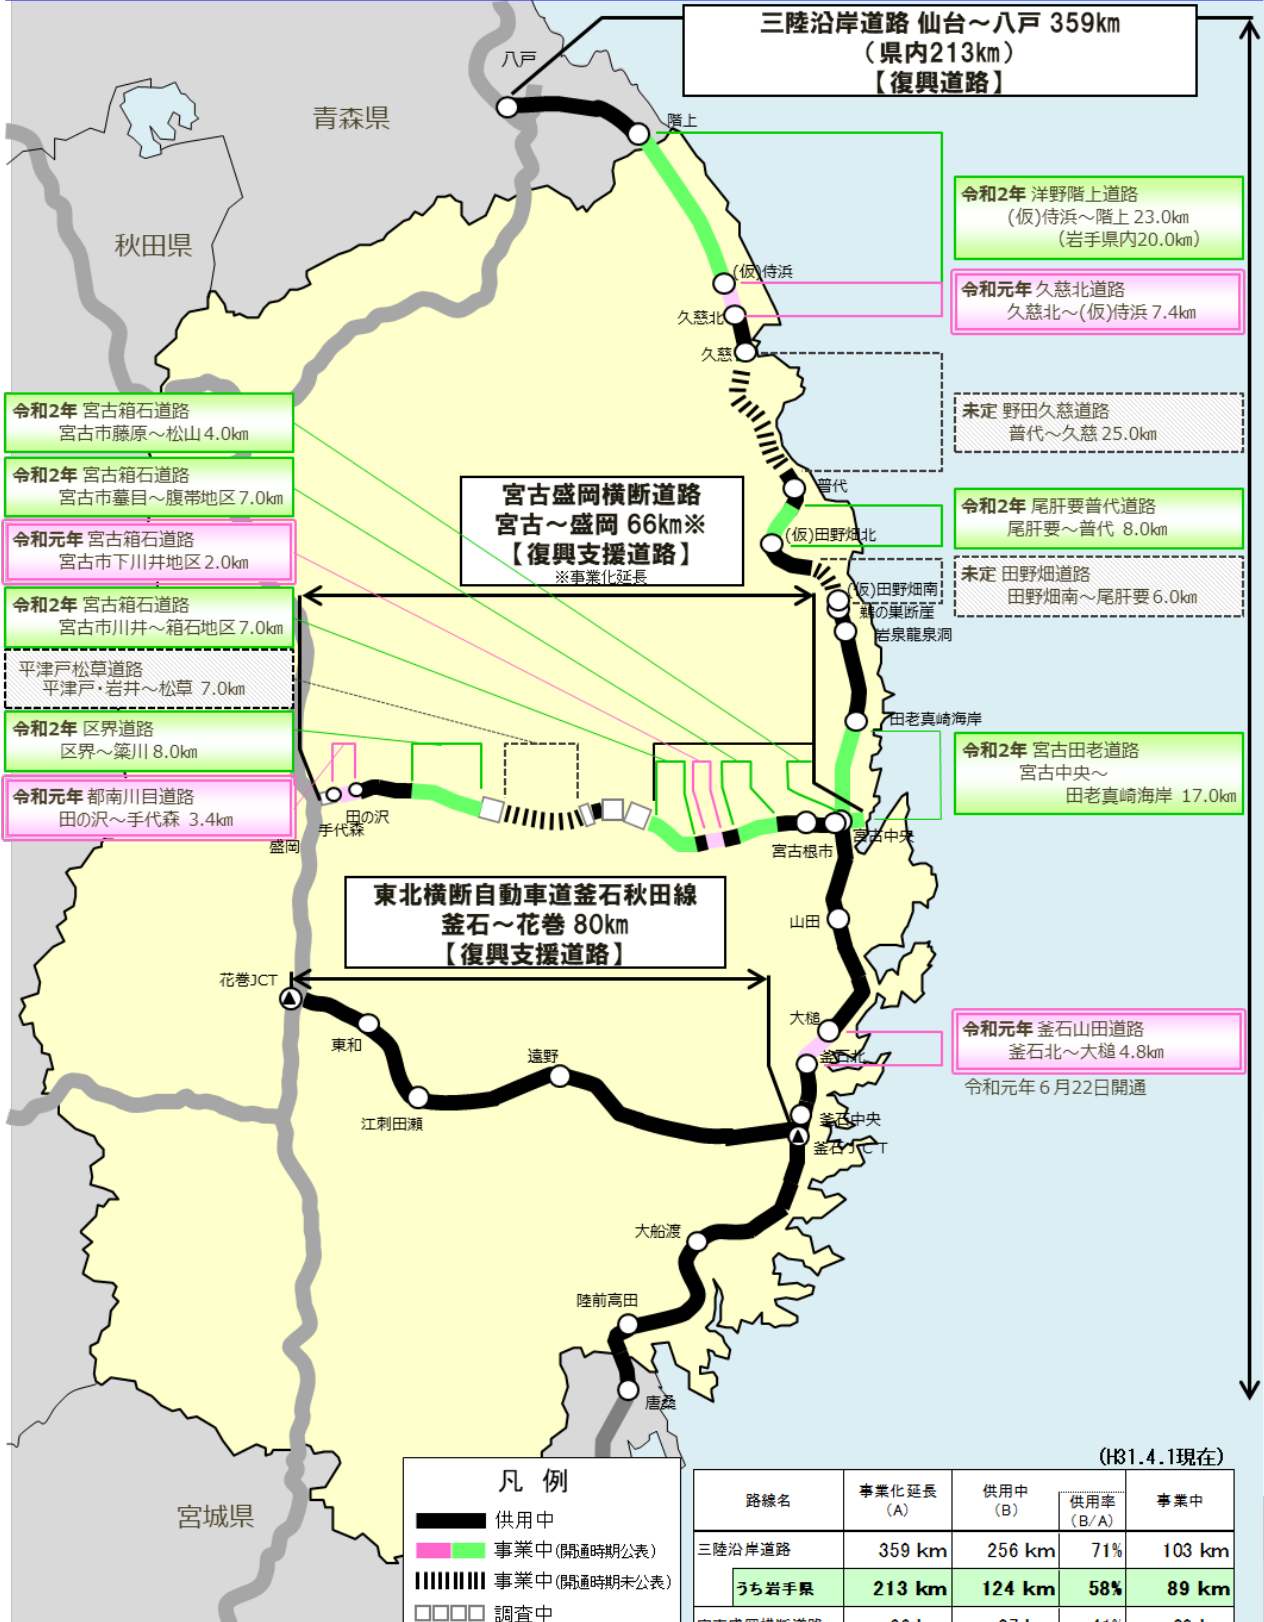 三陸沿岸道路 仙台～八戸 359km
（県内213km）
【復興道路】
八戸
青森県
階上
秋田県
令和2年 洋野階上道路
(仮)侍浜～階上 23.0km
（岩手県内20.0km）
(仮)侍浜
令和元年 久慈北道路
久慈北～(仮)侍浜 7.4km
久慈北
久慈
未定 野田久慈道路
普代～久慈 25.0km
令和2年 宮古箱石道路
宮古市藤原～松山4.0km
令和2年 宮古箱石道路
宮古市蟇目～腹帯地区7.0km
令和元年 宮古箱石道路
宮古市下川井地区2.0km
令和2年 宮古箱石道路
宮古市川井～箱石地区7.0km
平津戸松草道路
平津戸・岩井～松草 7.0km
令和2年 区界道路
区界～簗川 8.0km
令和元年 都南川目道路
田の沢～手代森 3.4km
宮古盛岡横断道路
宮古～盛岡 66km※
【復興支援道路】
※事業化延長
普代
令和2年 尾肝要普代道路
尾肝要～普代 8.0km
(仮)田野畑北
未定 田野畑道路
田野畑南～尾肝要6.0km
(仮)田野畑南
鵜の巣断崖
岩泉龍泉洞
田老真崎海岸
令和2年 宮古田老道路
宮古中央～
田老真崎海岸 17.0km
田の沢
手代森
盛岡
宮古根市
宮古中央
東北横断自動車道釜石秋田線
釜石～花巻 80km
【復興支援道路】
山田
花巻JCT
東和
江刺田瀬
遠野
大槌
釜石北
令和元年 釜石山田道路
釜石北～大槌4.8km
令和元年６月22日開通
釜石中央
釜石ＪＣＴ
大船渡
陸前高田
唐桑
宮城県
凡 例
供用中
事業中(開通時期公表)
事業中(開通時期未公表)
調査中
(H31.4.1現在)
路線名 事業化延長（A） 供用中（B） 供用率（B/A） 事業中
三陸沿岸道路 359 km 256 km 71% 103 km
うち岩手県 213 km 124 km 58% 89 km